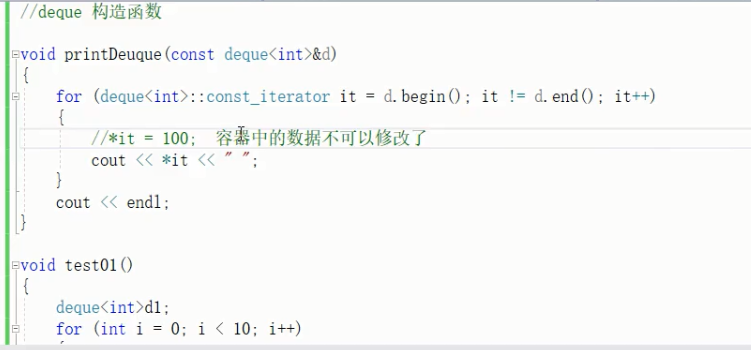 //deque 构造函数
void printDeuque(const deque<int>&d)
{
for (deque<int>::const_iterator it = d.begin(); it != d.end(); it++)
{
//*it = 100; 容器中的数据不可以修改了
cout << *it << " ";
}
cout << endl;
}
void test01()
{
deque<int>d1;
for (int i = 0; i < 10; i++)